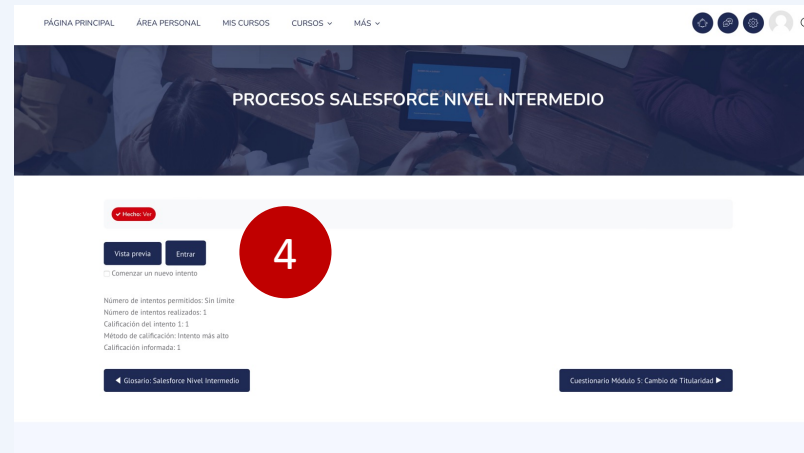 PÁGINA PRINCIPAL ÁREA PERSONAL MIS CURSOS CURSOS MÁS
PROCESOS SALESFORCE NIVEL INTERMEDIO
Hecho: Ver
Vista previa Entrar
4
Comenzar un nuevo intento
Número de intentos permitidos: Sin límite
Número de intentos realizados: 1
Calificación del intento 1: 1
Método de calificación: Intento más alto
Calificación informada: 1
◄ Glosario: Salesforce Nivel Intermedio
Cuestionario Módulo 5: Cambio de Titularidad ►